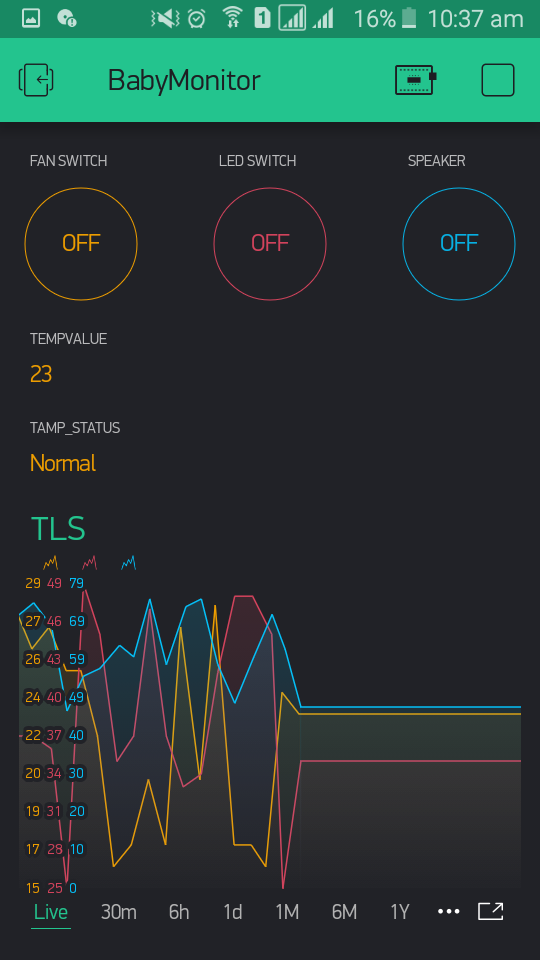 1 16% 10:37 am
BabyMonitor
FAN SWITCH LED SWITCH SPEAKER
OFF OFF OFF
TEMPVALUE
23
TAMP_STATUS
Normal
TLS
29 49 79
27 46 69
26 43 59
24 40 49
22 37 40
20 34 30
19 31 20
17 28 10
15 25 0
Live 30m 6h 1d 1M 6M 1Y